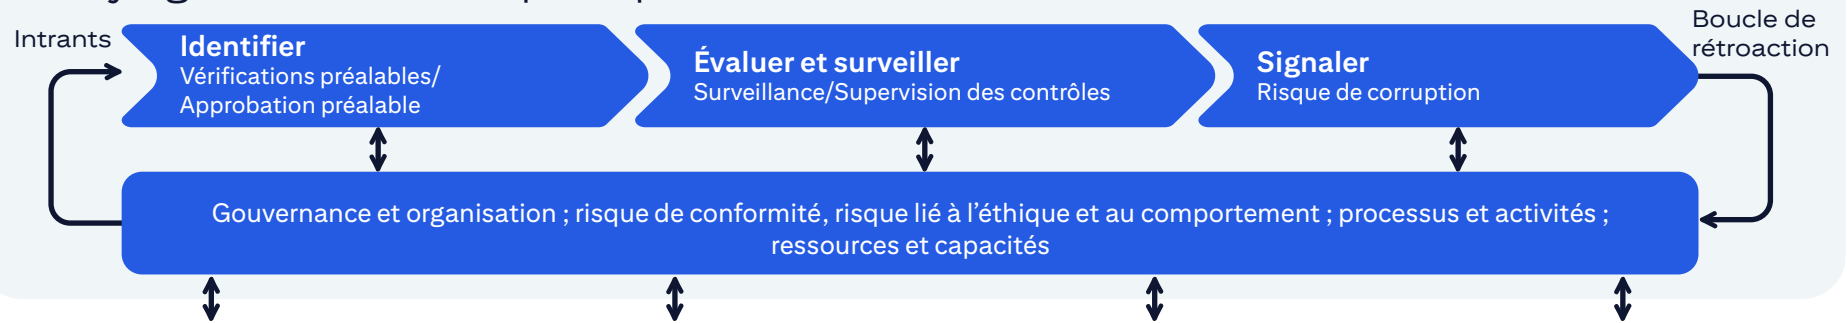 Intrants
Identifier
Vérifications préalables/
Approbation préalable
Évaluer et surveiller
Surveillance/Supervision des contrôles
Signaler
Risque de corruption
Boucle de
rétroaction
Gouvernance et organisation ; risque de conformité, risque lié à l’éthique et au comportement ; processus et activités ;
ressources et capacités